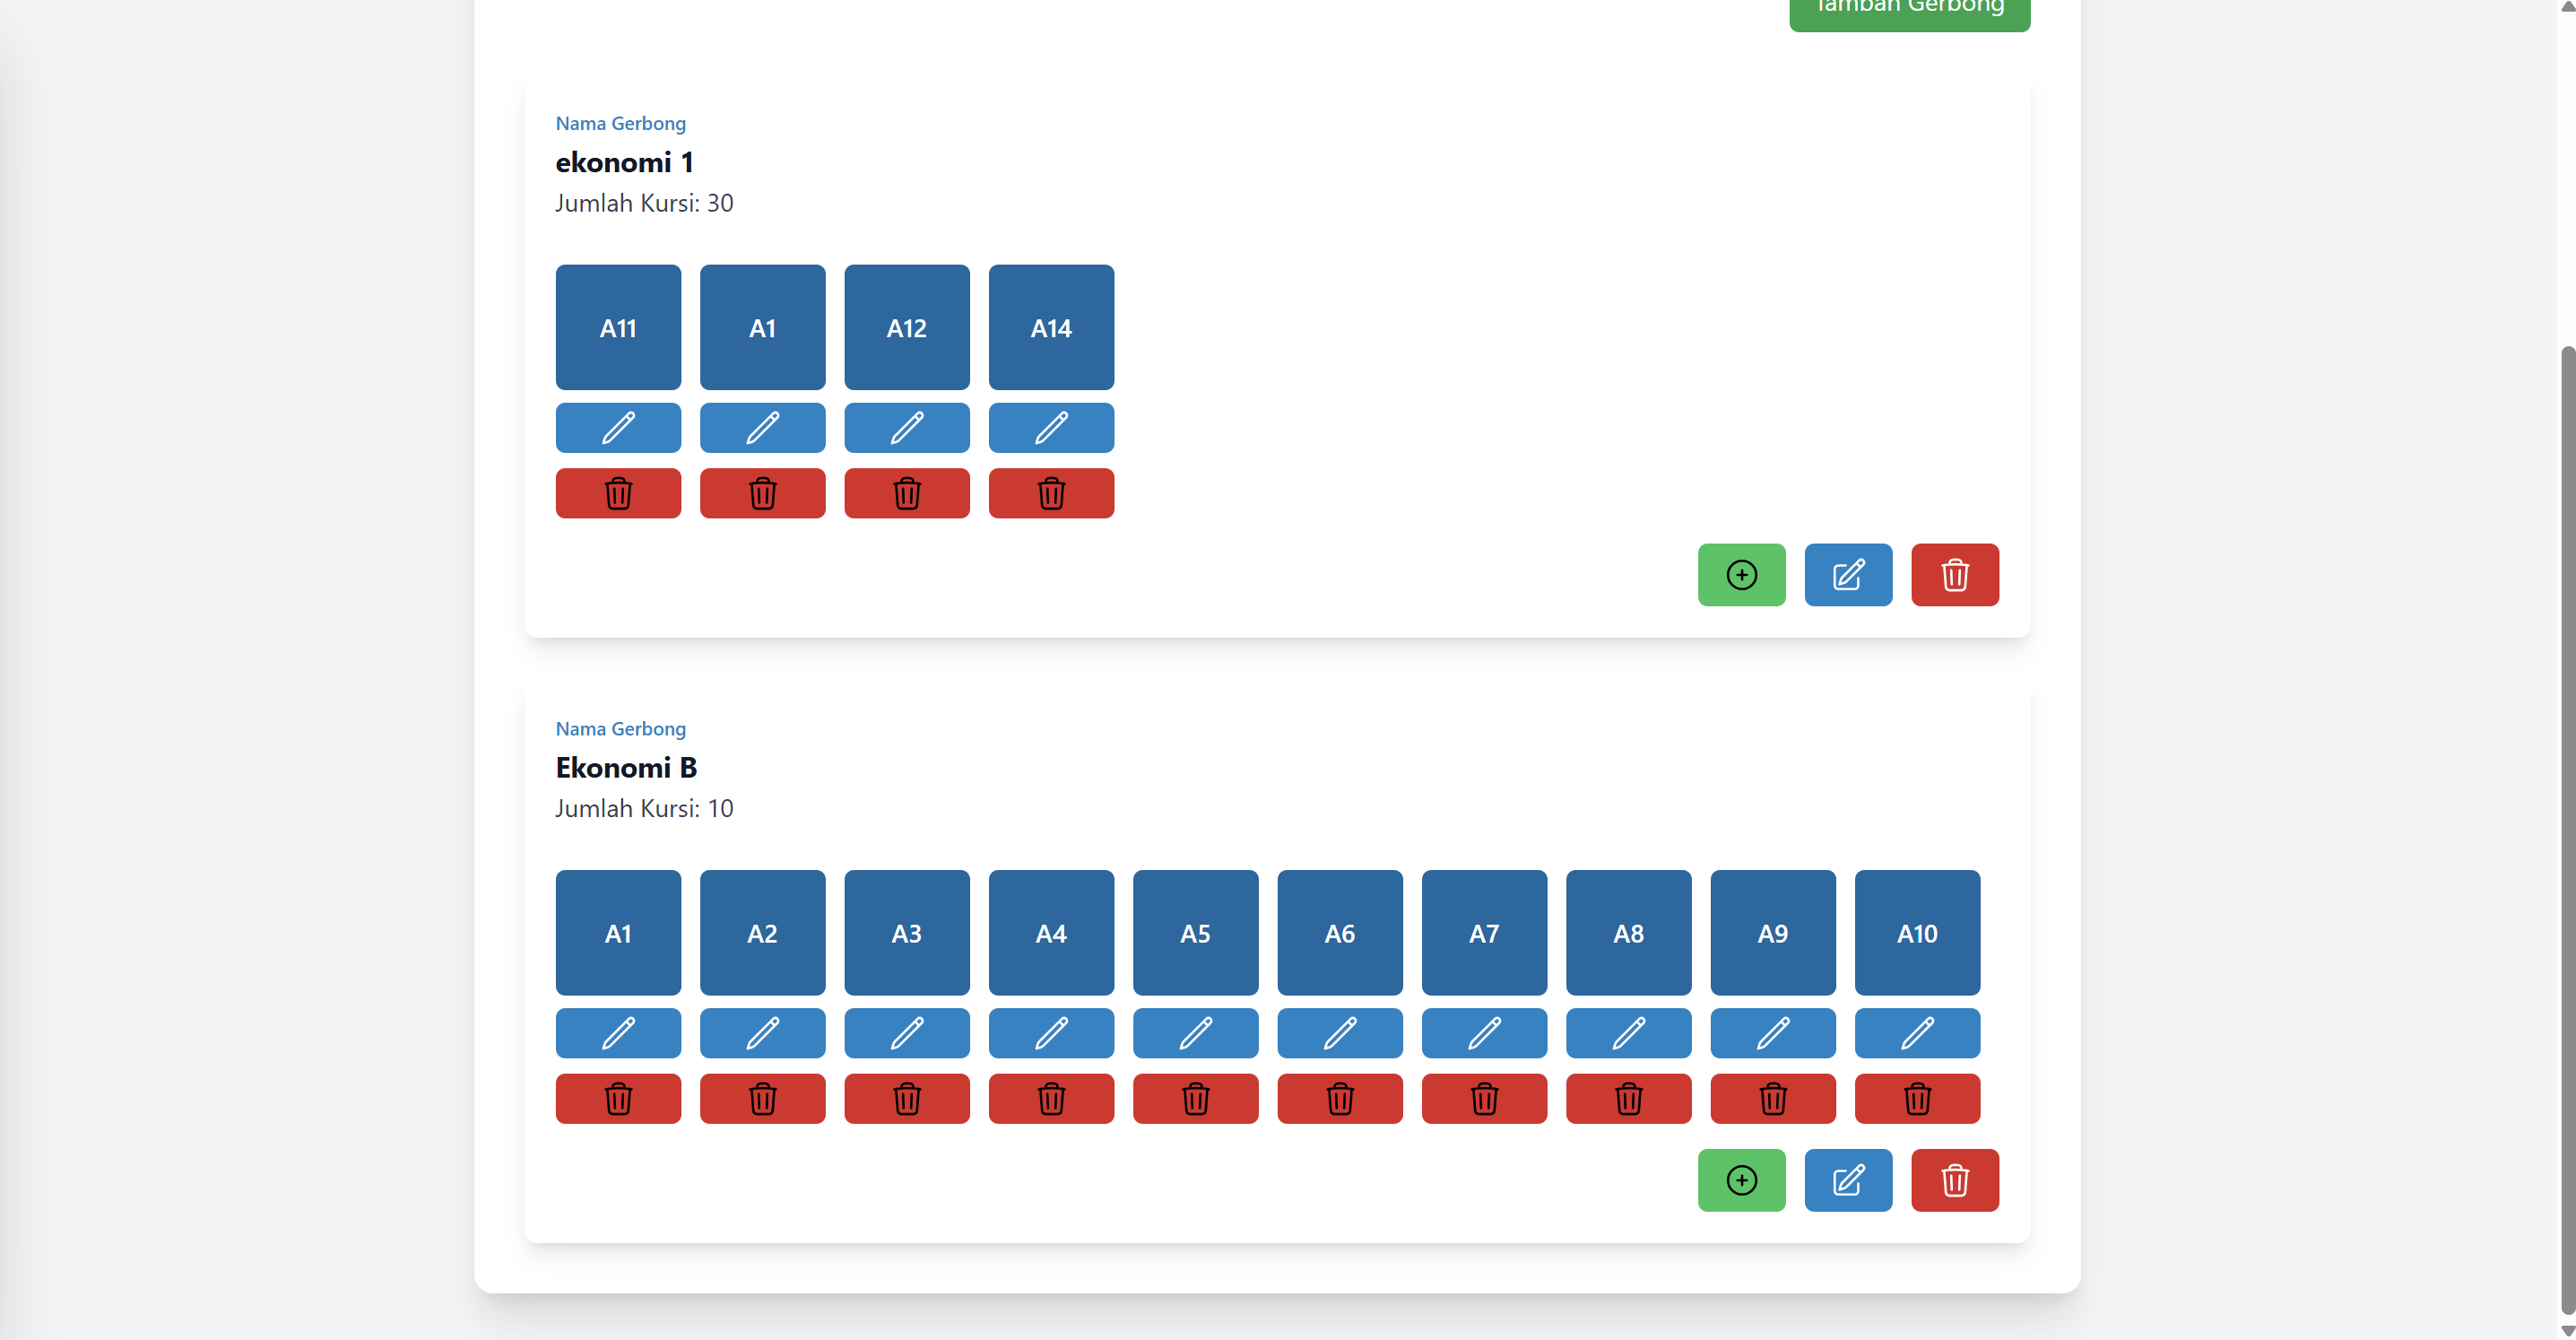 Tambah Gerbong
Nama Gerbong
ekonomi 1
Jumlah Kursi: 30
A11 A1 A12 A14
Nama Gerbong
Ekonomi B
Jumlah Kursi: 10
A1 A2 A3 A4 A5 A6 A7 A8 A9 A10